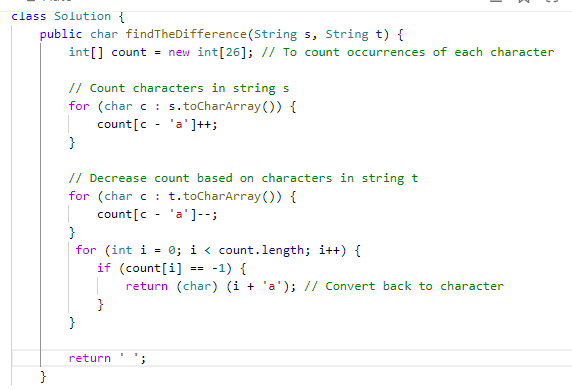 class Solution {
    public char findTheDifference(String s, String t) {
        int[] count = new int[26]; // To count occurrences of each character

        // Count characters in string s
        for (char c : s.toCharArray()) {
            count[c - 'a']++;
        }

        // Decrease count based on characters in string t
        for (char c : t.toCharArray()) {
            count[c - 'a']--;
        }
         for (int i = 0; i < count.length; i++) {
            if (count[i] == -1) {
                return (char) (i + 'a'); // Convert back to character
            }
        }

        return ' ';
    }